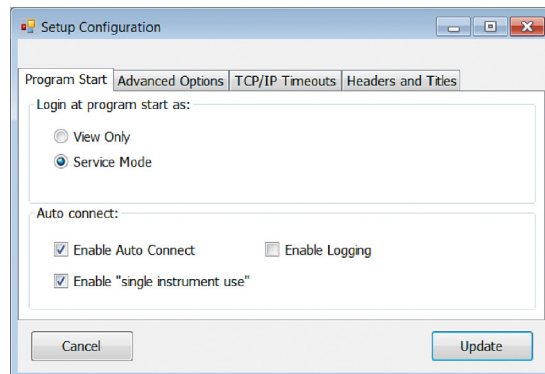 Setup Configuration
Program Start Advanced Options TCP/IP Timeouts Headers and Titles
Login at program start as:
View Only
Service Mode
Auto connect:
Enable Auto Connect Enable Logging
Enable "single instrument use"
Cancel Update